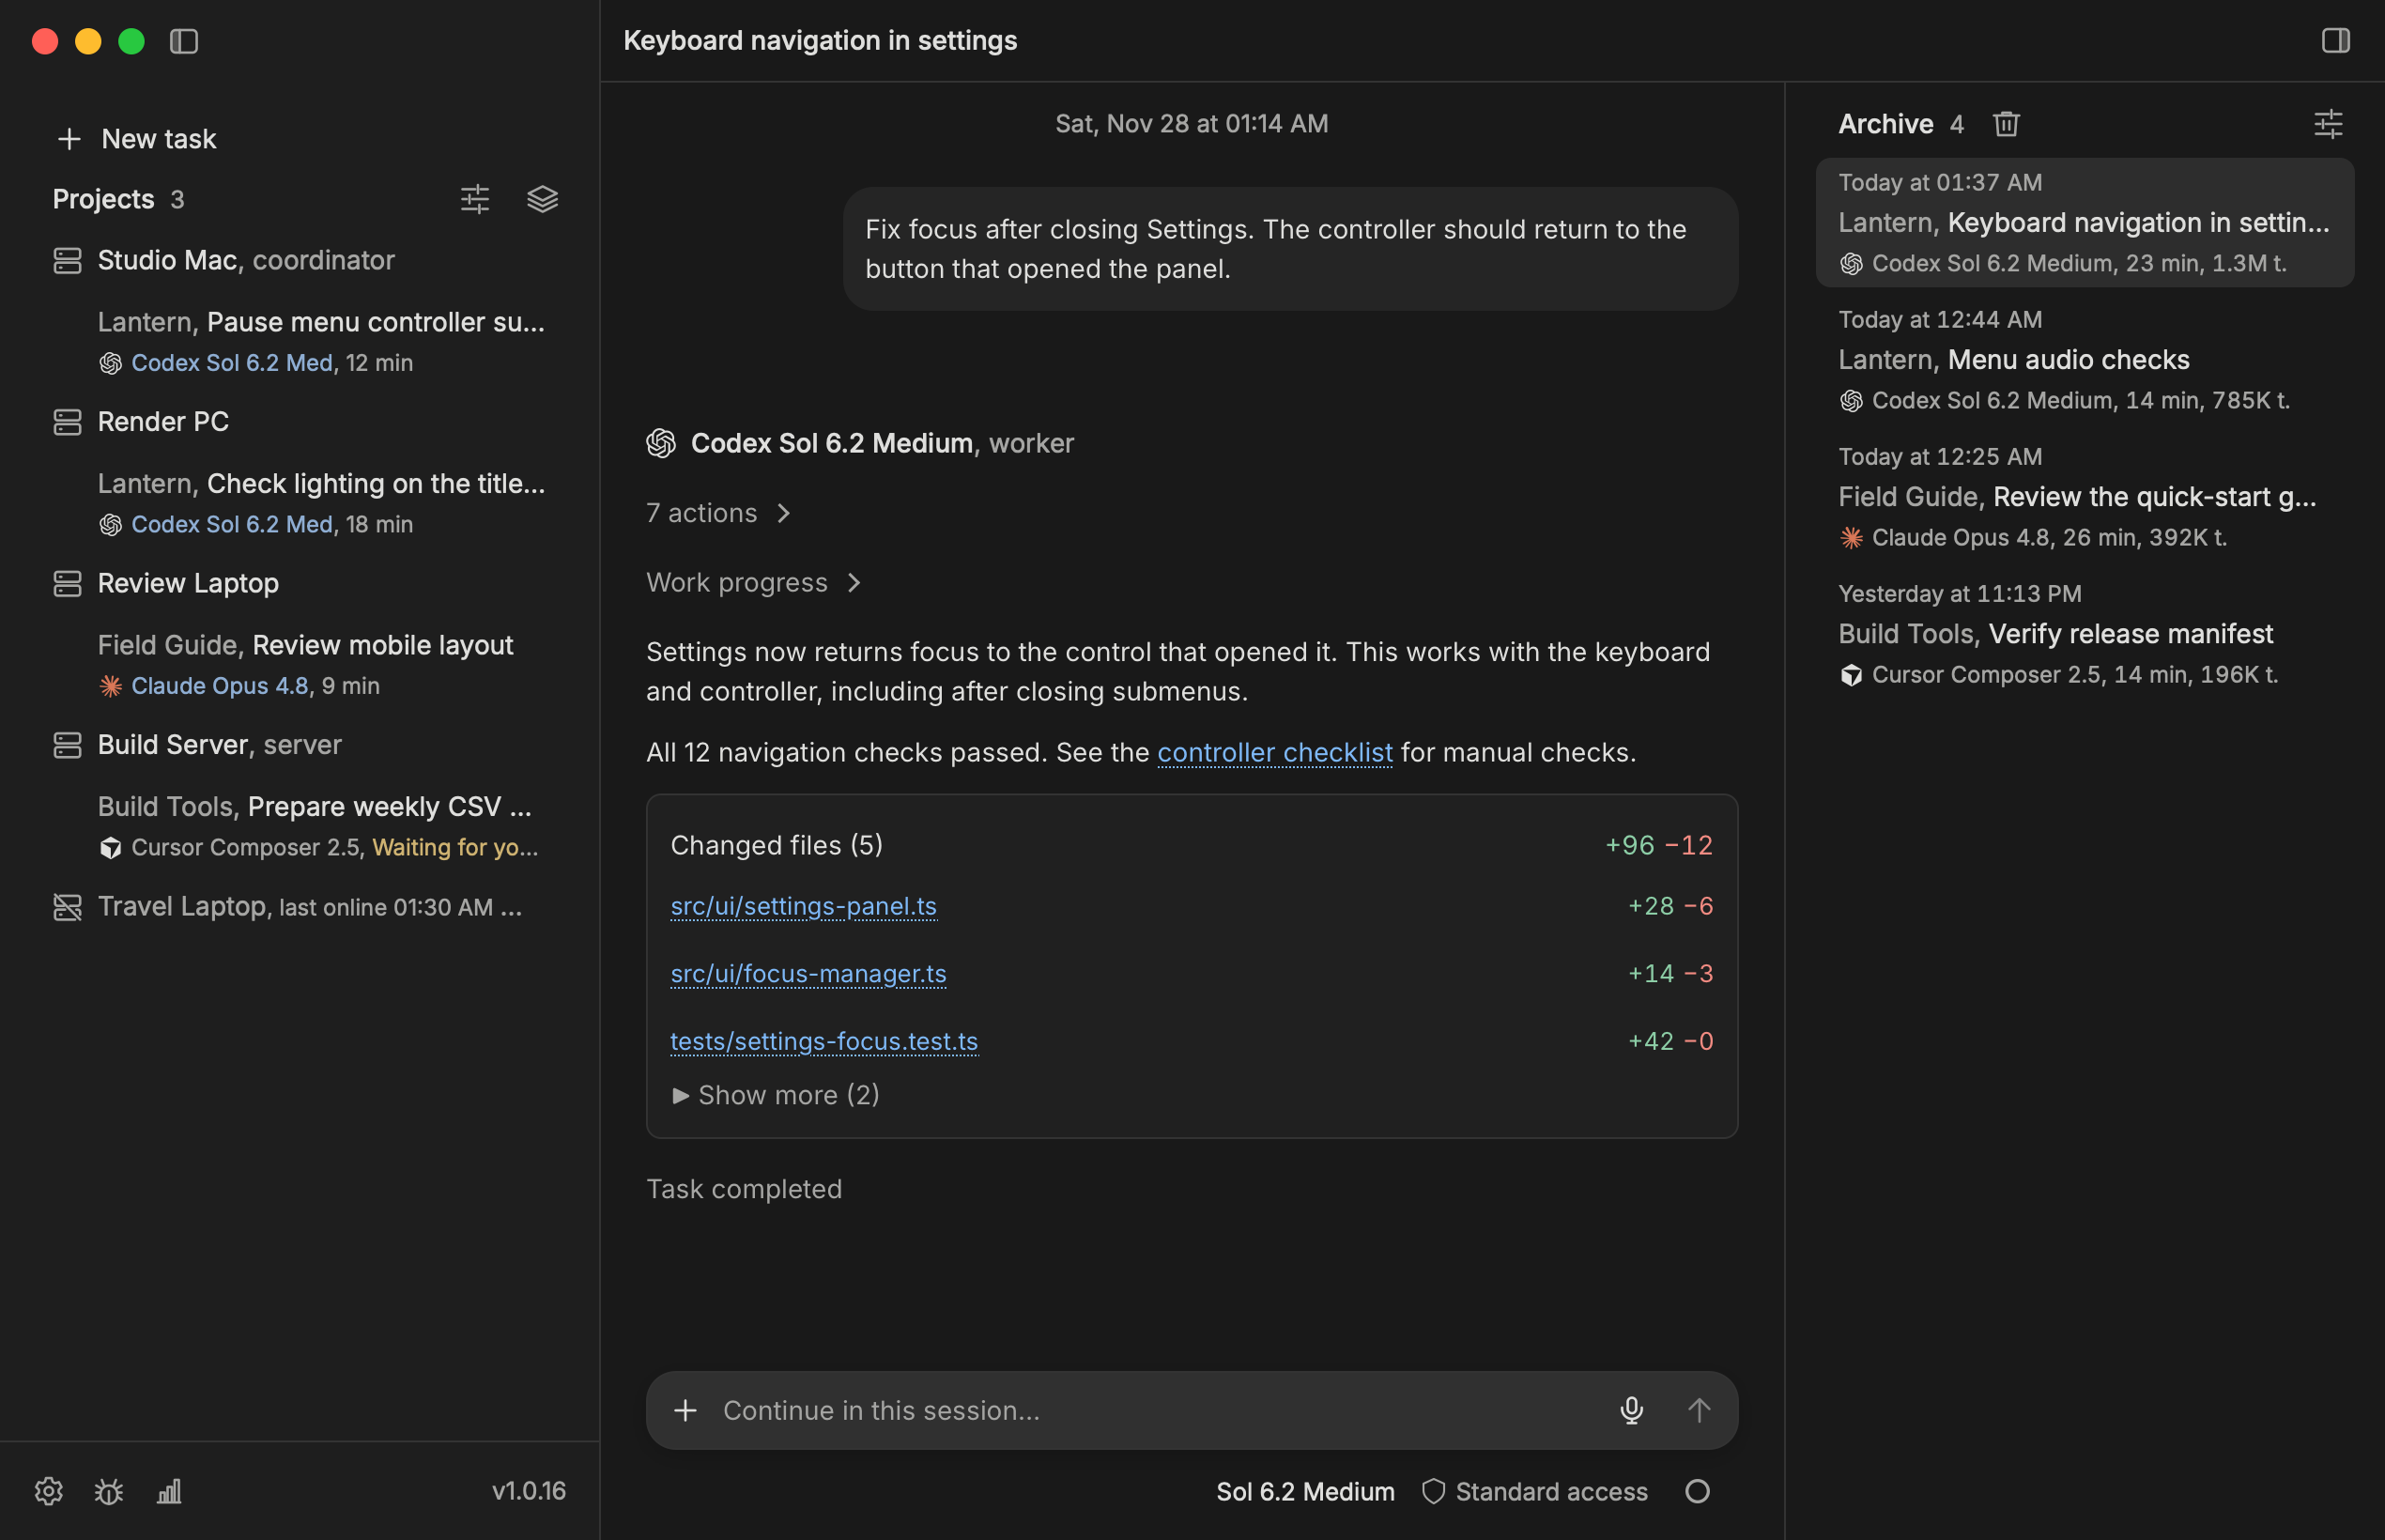 Keyboard navigation in settings
New task
Projects 3
Studio Mac, coordinator
Lantern, Pause menu controller su...
Codex Sol 6.2 Med, 12 min
Render PC
Lantern, Check lighting on the title...
Codex Sol 6.2 Med, 18 min
Review Laptop
Field Guide, Review mobile layout
Claude Opus 4.8, 9 min
Build Server, server
Build Tools, Prepare weekly CSV ...
Cursor Composer 2.5, Waiting for yo...
Travel Laptop, last online 01:30 AM ...
v1.0.16
Sat, Nov 28 at 01:14 AM
Fix focus after closing Settings. The controller should return to the
button that opened the panel.
Codex Sol 6.2 Medium, worker
7 actions
Work progress
Settings now returns focus to the control that opened it. This works with the keyboard
and controller, including after closing submenus.
All 12 navigation checks passed. See the controller checklist for manual checks.
Changed files (5) +96 −12
src/ui/settings-panel.ts +28 −6
src/ui/focus-manager.ts +14 −3
tests/settings-focus.test.ts +42 −0
Show more (2)
Task completed
Continue in this session...
Sol 6.2 Medium Standard access
Archive 4
Today at 01:37 AM
Lantern, Keyboard navigation in settin...
Codex Sol 6.2 Medium, 23 min, 1.3M t.
Today at 12:44 AM
Lantern, Menu audio checks
Codex Sol 6.2 Medium, 14 min, 785K t.
Today at 12:25 AM
Field Guide, Review the quick-start g...
Claude Opus 4.8, 26 min, 392K t.
Yesterday at 11:13 PM
Build Tools, Verify release manifest
Cursor Composer 2.5, 14 min, 196K t.